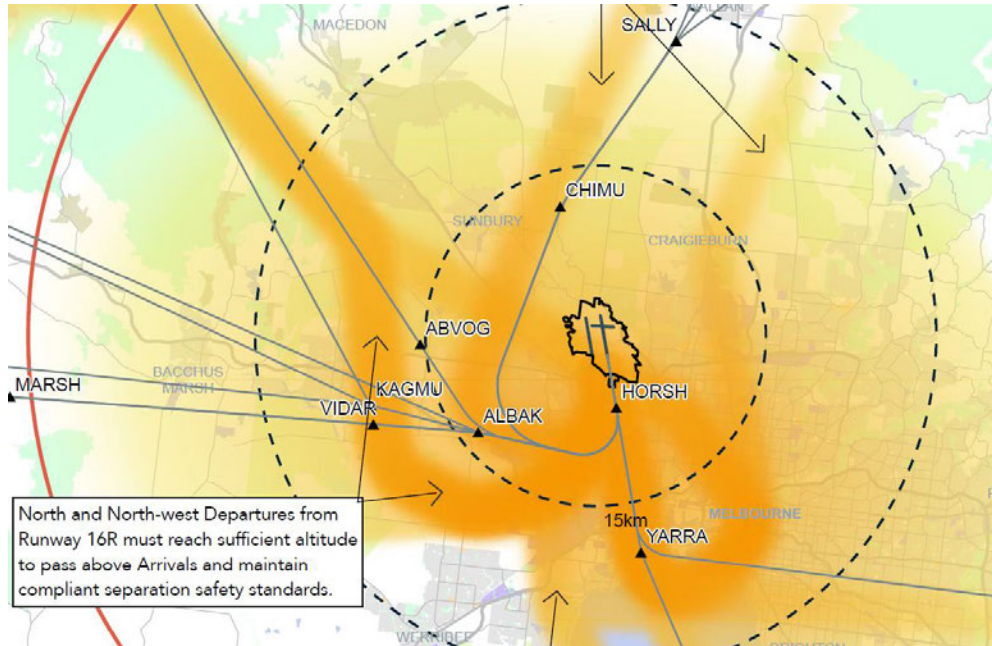 MACEDON
WALLAN
SALLY
CHIMU
SUNBURY
CRAIGIEBURN
ABVOG
BACCHUS
MARSH
MARSH
KAGMU
VIDAR
ALBAK
HORSH
15km
MELBOURNE
YARRA
North and North-west Departures from
Runway 16R must reach sufficient altitude
to pass above Arrivals and maintain
compliant separation safety standards.
WERRIBEE
BRIGHTON